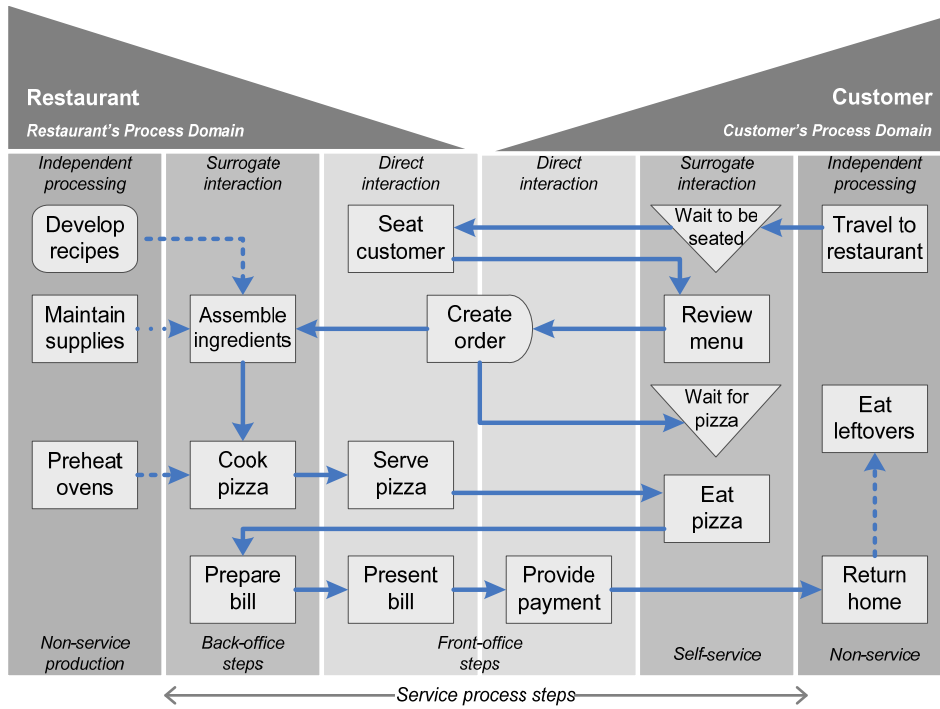 Restaurant
Customer
Restaurant's Process Domain
Customer's Process Domain
Independent
processing
Surrogate
interaction
Direct
interaction
Direct
interaction
Surrogate
interaction
Independent
processing
Develop
recipes
Seat
customer
Wait to be
seated
Travel to
restaurant
Maintain
supplies
Assemble
ingredients
Create
order
Review
menu
Wait for
pizza
Eat
leftovers
Preheat
ovens
Cook
pizza
Serve
pizza
Eat
pizza
Prepare
bill
Present
bill
Provide
payment
Return
home
Non-service
production
Back-office
steps
Front-office
steps
Self-service
Non-service
Service process steps